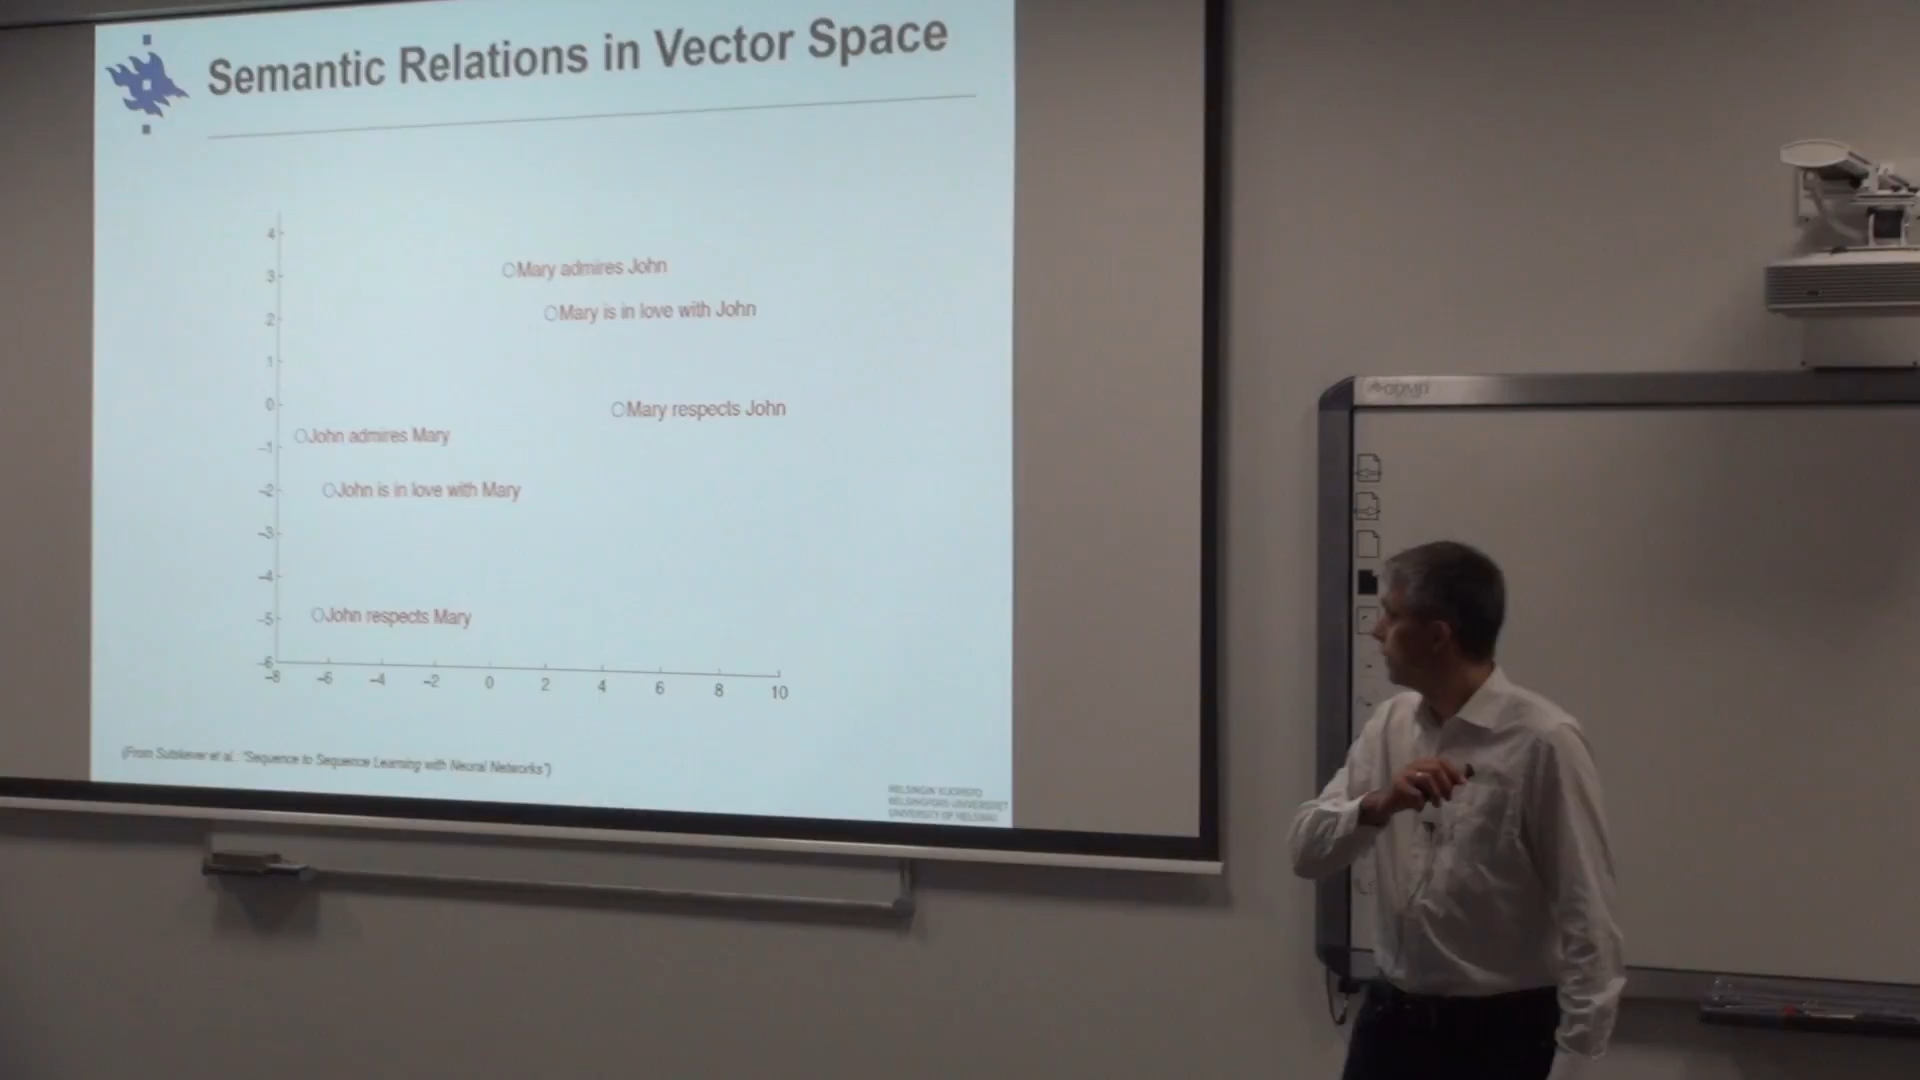 Semantic Relations in Vector Space
4
3
2
1
0
-1
-2
-3
-4
-5
-6
Mary admires John
Mary is in love with John
Mary respects John
John admires Mary
John is in love with Mary
John respects Mary
-8 -6 -4 -2 0 2 4 6 8 10
(From Sutskever et al.: "Sequence to Sequence Learning with Neural Networks")
HELSINGIN YLIOPISTO
HELSINGFORS UNIVERSITET
UNIVERSITY OF HELSINKI